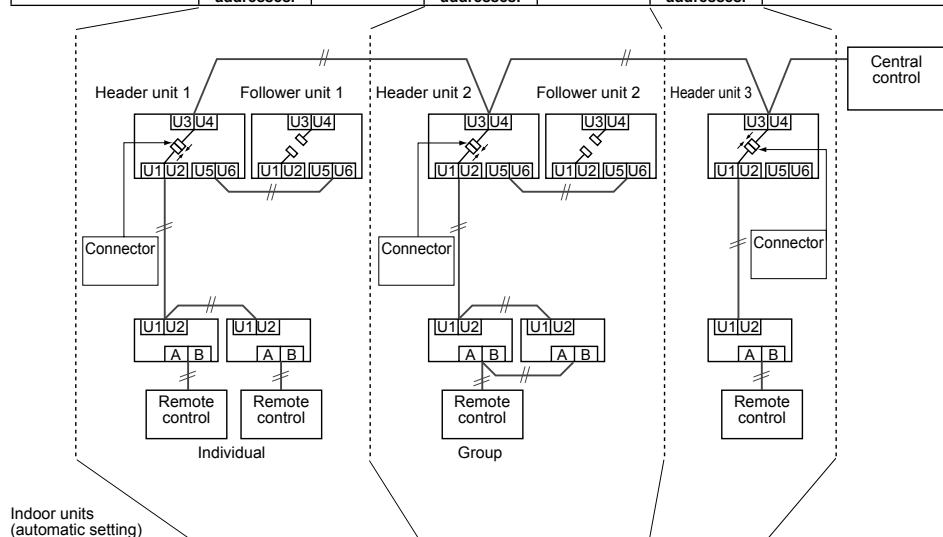 addresses. addresses. addresses.
Central
control
Header unit 1 Follower unit 1 Header unit 2 Follower unit 2 Header unit 3
U3 U4 U3 U4 U3 U4 U3 U4 U3 U4
U1 U2 U5 U6 U1 U2 U5 U6 U1 U2 U5 U6 U1 U2 U5 U6 U1 U2 U5 U6
Connector Connector Connector
U1 U2 U1 U2 U1 U2 U1 U2 U1 U2
A B A B A B A B A B
Remote
control
Remote
control
Remote
control
Remote
control
Individual Group
Indoor units
(automatic setting)